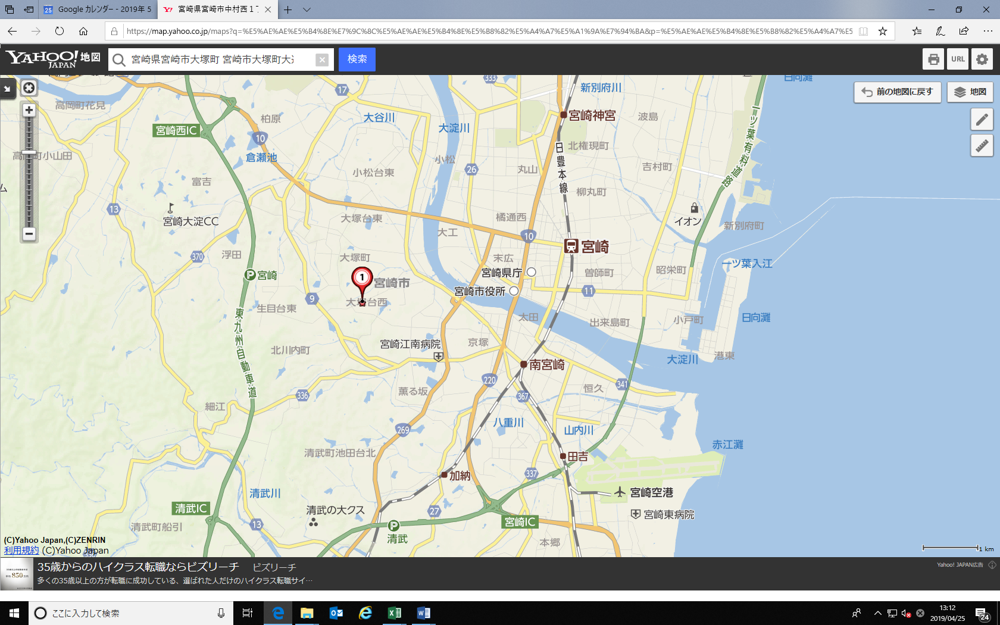 Google カレンダー - 2019年 5
宮崎県宮崎市中村西1丁
https://map.yahoo.co.jp/maps?q=%E5%AE%AE%E5%B4%8E%E7%9C%8C%E5%AE%AE%E5%B4%8E%E5%B8%82%E5%A4%A7%E5%A1%9A%E7%94%BA&p=%E5%AE%AE%E5%B4%8E%E5%B8%82%E5%A4%A7%E5
YAHOO! JAPAN 地図
宮崎県宮崎市大塚町 宮崎市大塚町大
検索
URL
前の地図に戻す
地図
333
日向灘
17
新別府川
高岡町花見
柏原
大谷川
宮崎神宮
波島
宮崎西IC
10
大淀川
一ツ葉有料道路
北権現町
日豊本線
高岡町小山田
倉瀬池
小松
26
丸山
吉村町
小松台東
富吉
ム
柳丸町
13
宮崎大淀CC
大塚台東
橘通西
イオン
新別府町
大工
10
宮崎
370
浮田
大塚町
末広
一ツ葉入江
宮崎
1
宮崎市
宮崎県庁
曽師町
昭栄町
9
大塚台西
宮崎市役所
11
生目台東
東九州自動車道
太田
出来島町
小戸町
日向灘
北川内町
宮崎江南病院
京塚
大淀川
港東
南宮崎
220
341
336
薫る坂
367
恒久
細江
269
八重川
山内川
清武町池田台北
赤江灘
田吉
加納
337
清武川
宮崎空港
清武IC
清武の大クス
27
宮崎東病院
清武町船引
13
宮崎IC
清武
本郷
(C)Yahoo Japan,(C)ZENRIN
利用規約 (C)Yahoo Japan
1 km
35歳からのハイクラス転職ならビズリーチ ビズリーチ
Yahoo! JAPAN広告
多くの35歳以上の方が転職に成功している、選ばれた人だけのハイクラス転職サイ…
850
ここに入力して検索
13:12
2019/04/25
24